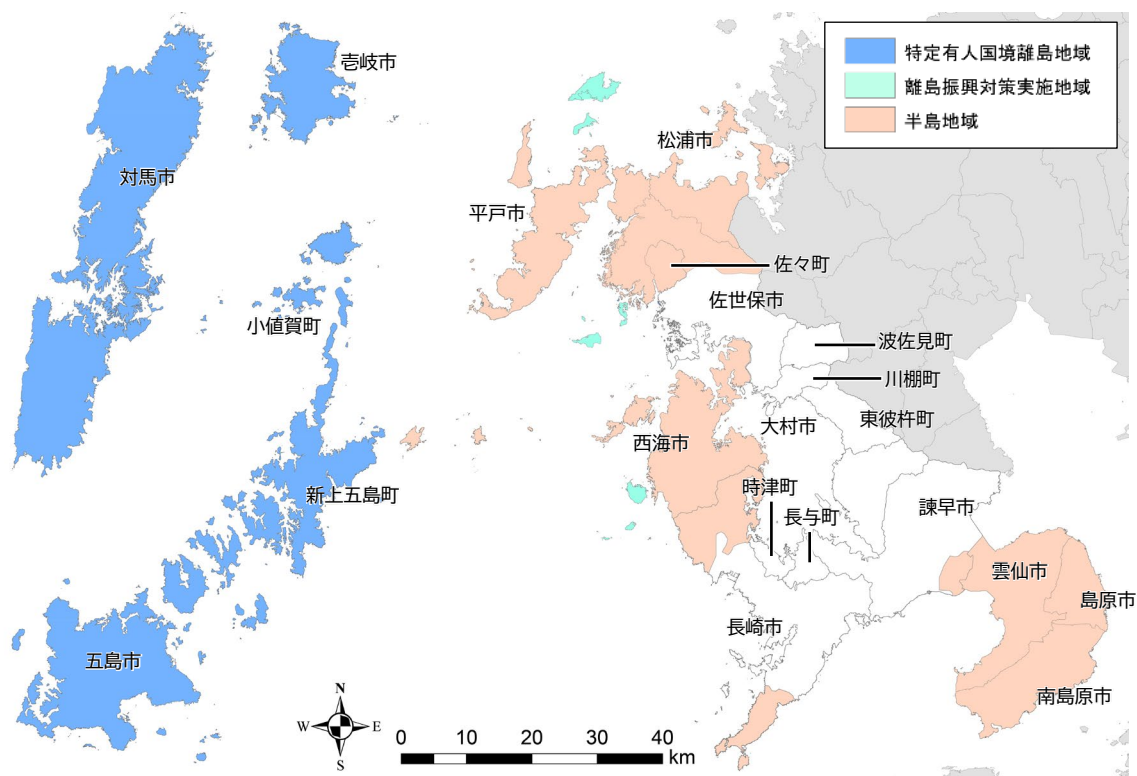 特定有人国境離島地域
離島振興対策実施地域
半島地域
壱岐市
対馬市
松浦市
平戸市
佐々町
佐世保市
小値賀町
波佐見町
川棚町
東彼杵町
大村市
西海市
時津町
新上五島町
長与町
諫早市
雲仙市
島原市
長崎市
五島市
南島原市
N
W E
S
0 10 20 30 40
km